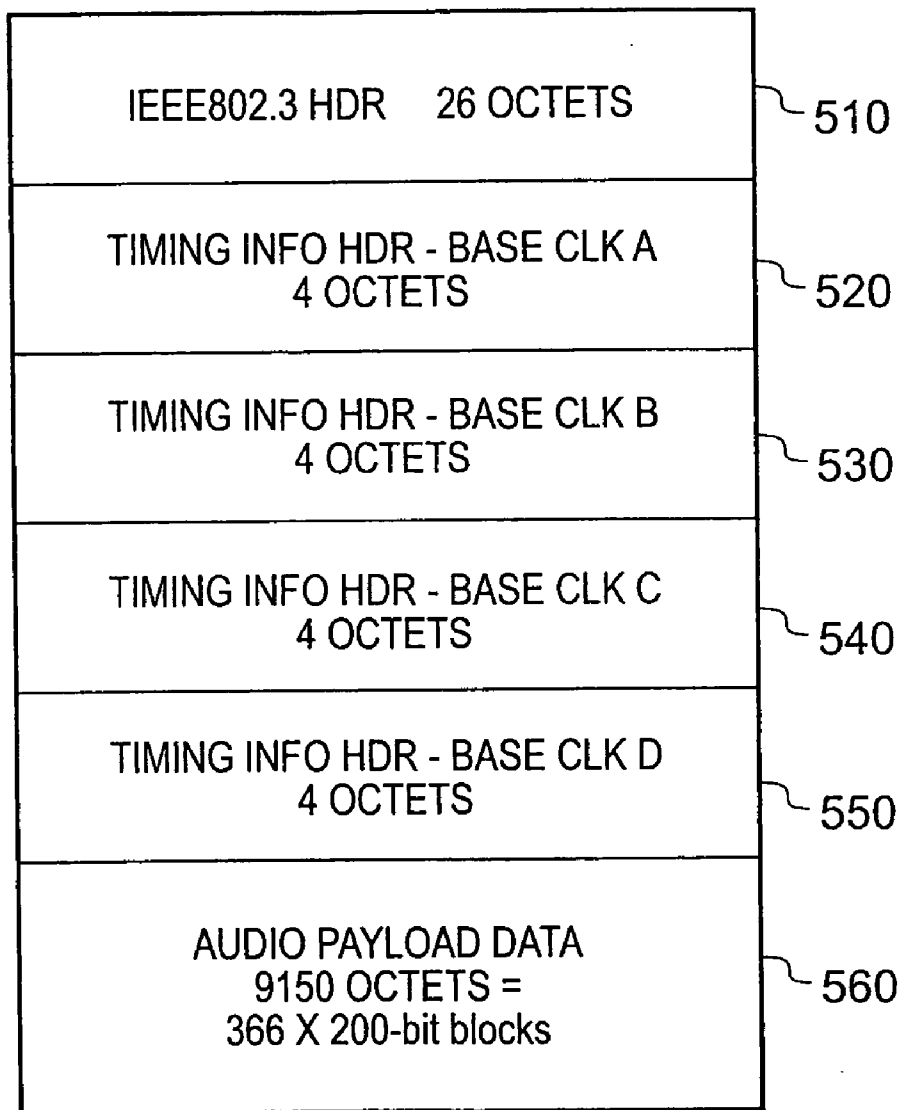 IEEE802.3 HDR 26 OCTETS
510
TIMING INFO HDR - BASE CLK A
4 OCTETS
520
TIMING INFO HDR - BASE CLK B
4 OCTETS
530
TIMING INFO HDR - BASE CLK C
4 OCTETS
540
TIMING INFO HDR - BASE CLK D
4 OCTETS
550
AUDIO PAYLOAD DATA
9150 OCTETS =
366 X 200-bit blocks
560